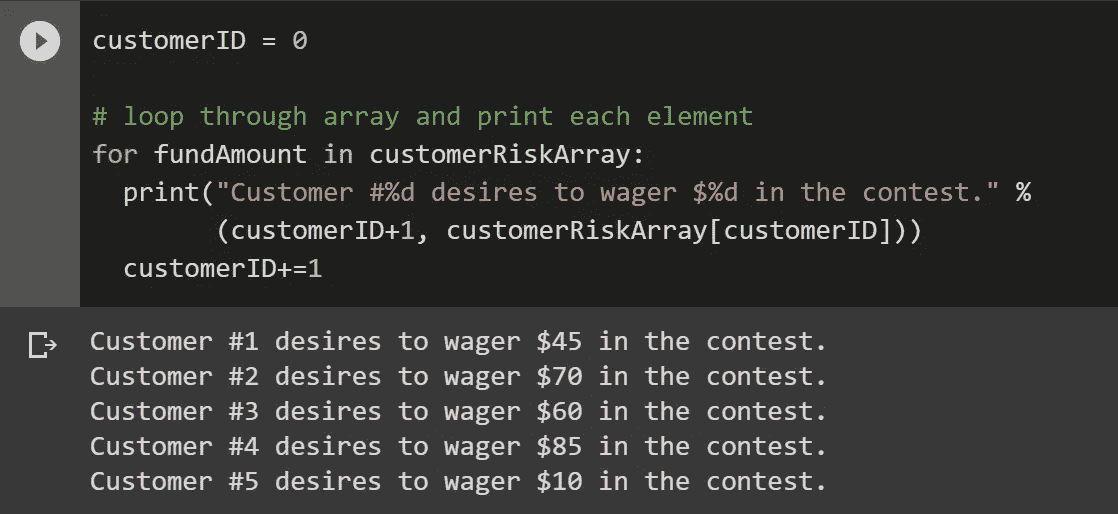 customerID = 0
# loop through array and print each element
for fundAmount in customerRiskArray:
print("Customer #%d desires to wager $%d in the contest." %
(customerID+1, customerRiskArray[customerID]))
customerID+=1
Customer #1 desires to wager $45 in the contest.
Customer #2 desires to wager $70 in the contest.
Customer #3 desires to wager $60 in the contest.
Customer #4 desires to wager $85 in the contest.
Customer #5 desires to wager $10 in the contest.